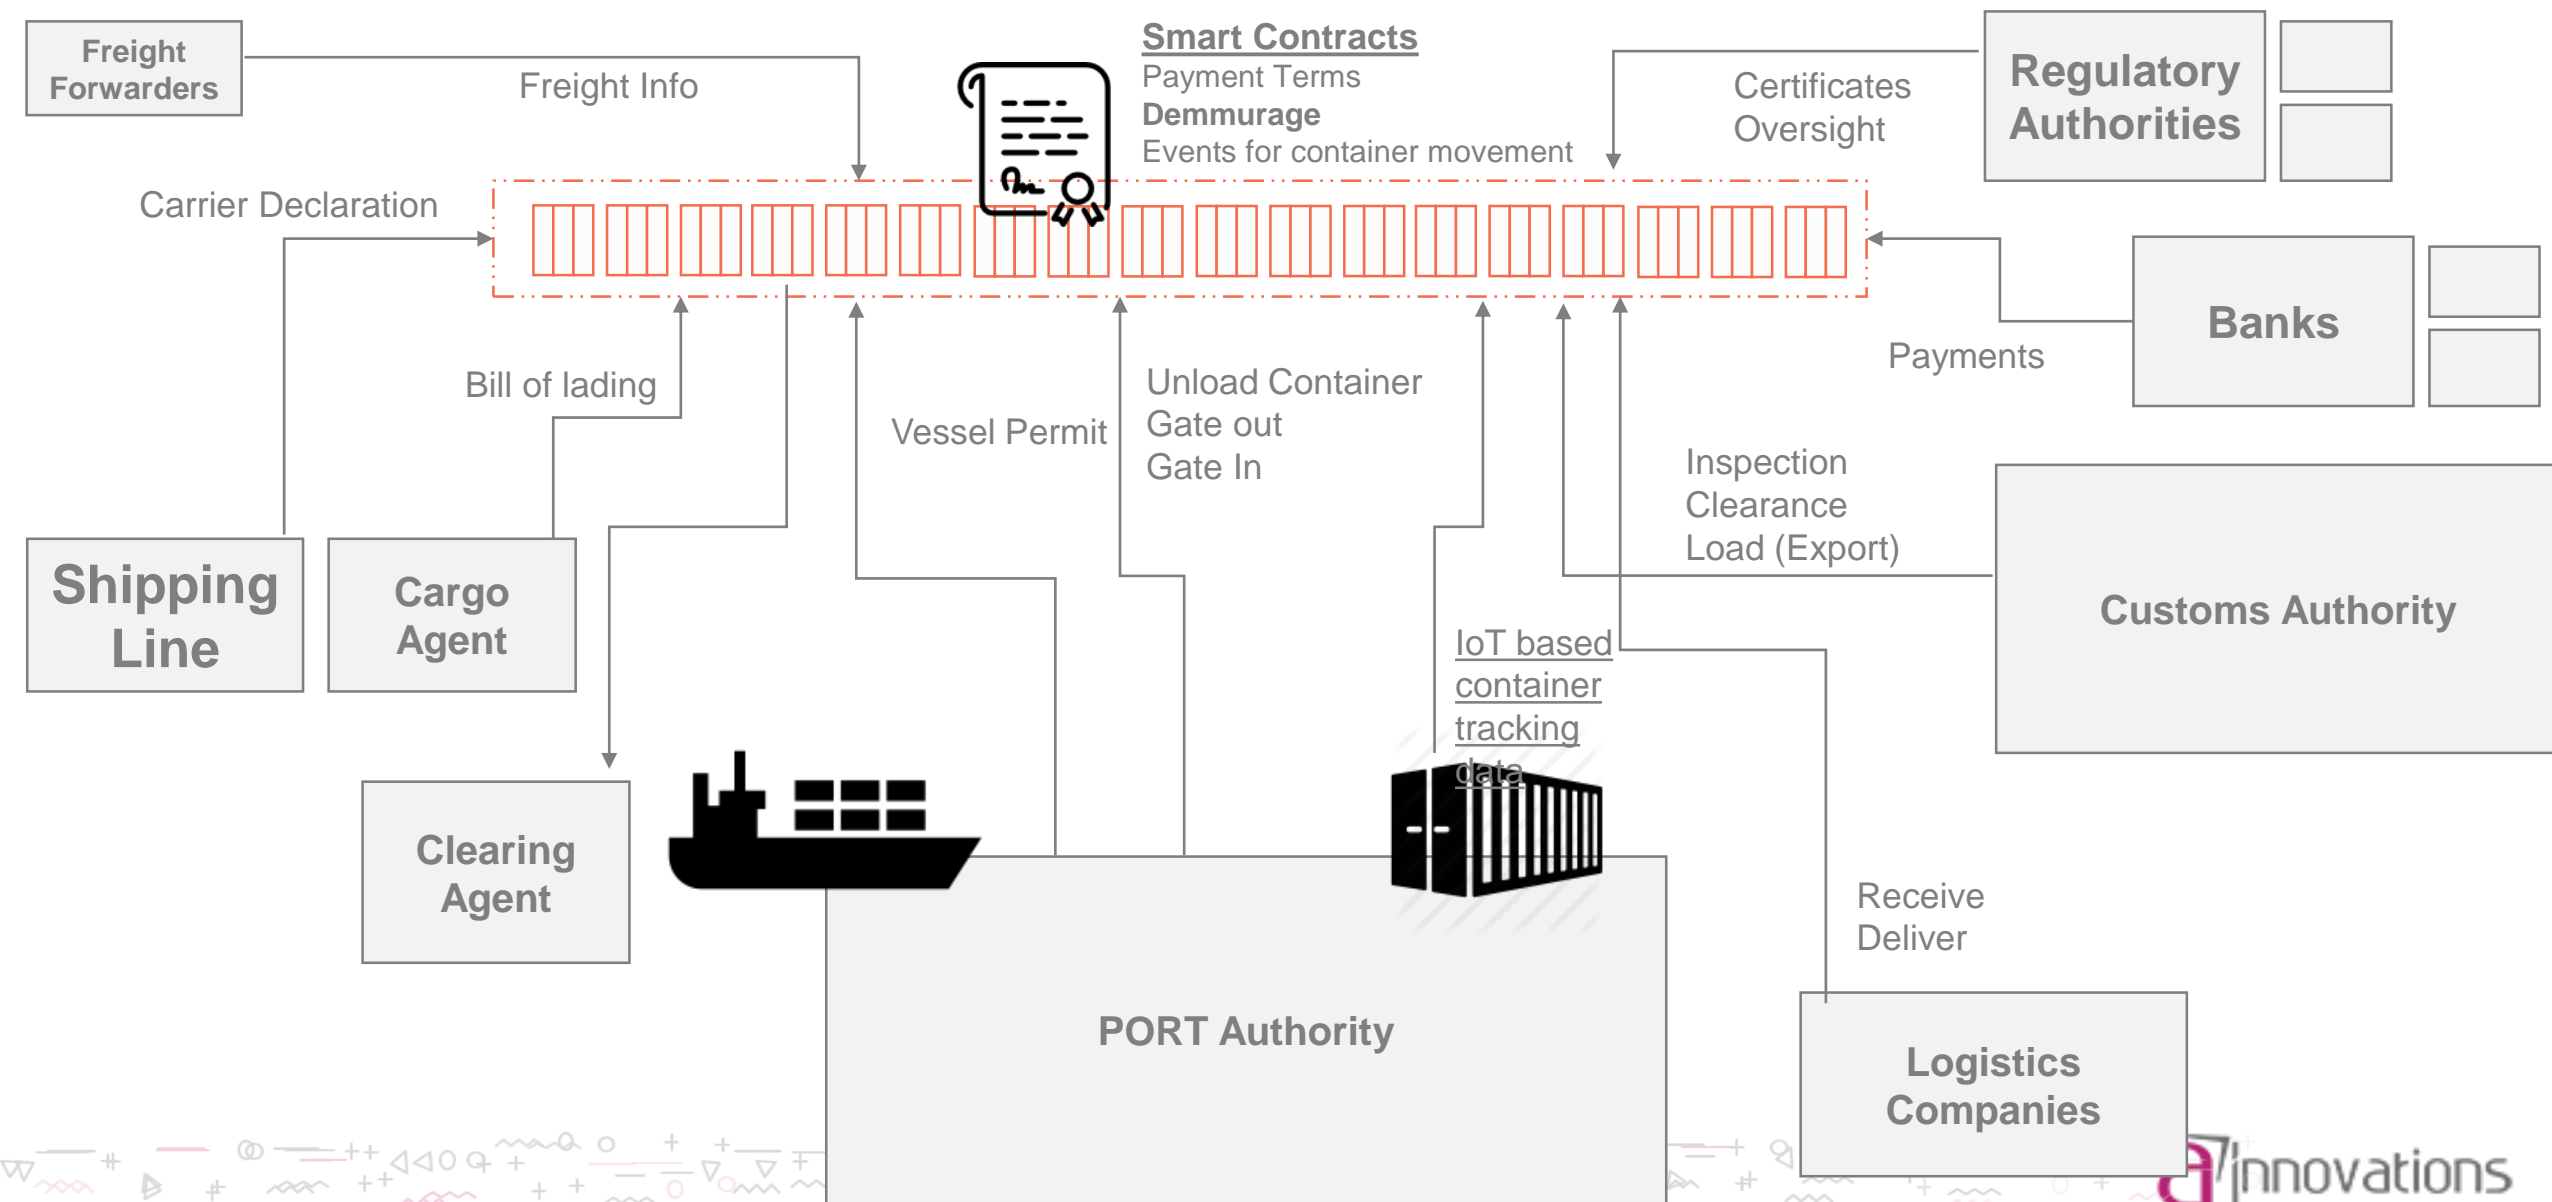 Freight
Forwarders
Freight Info
Smart Contracts
Payment Terms
Demmurage
Events for container movement
Certificates
Oversight
Regulatory
Authorities
Carrier Declaration
Banks
Payments
Bill of lading
Vessel Permit
Unload Container
Gate out
Gate In
Inspection
Clearance
Load (Export)
Customs Authority
Shipping
Line
Cargo
Agent
IoT based
container
tracking
data
Clearing
Agent
Receive
Deliver
PORT Authority
Logistics
Companies
innovations